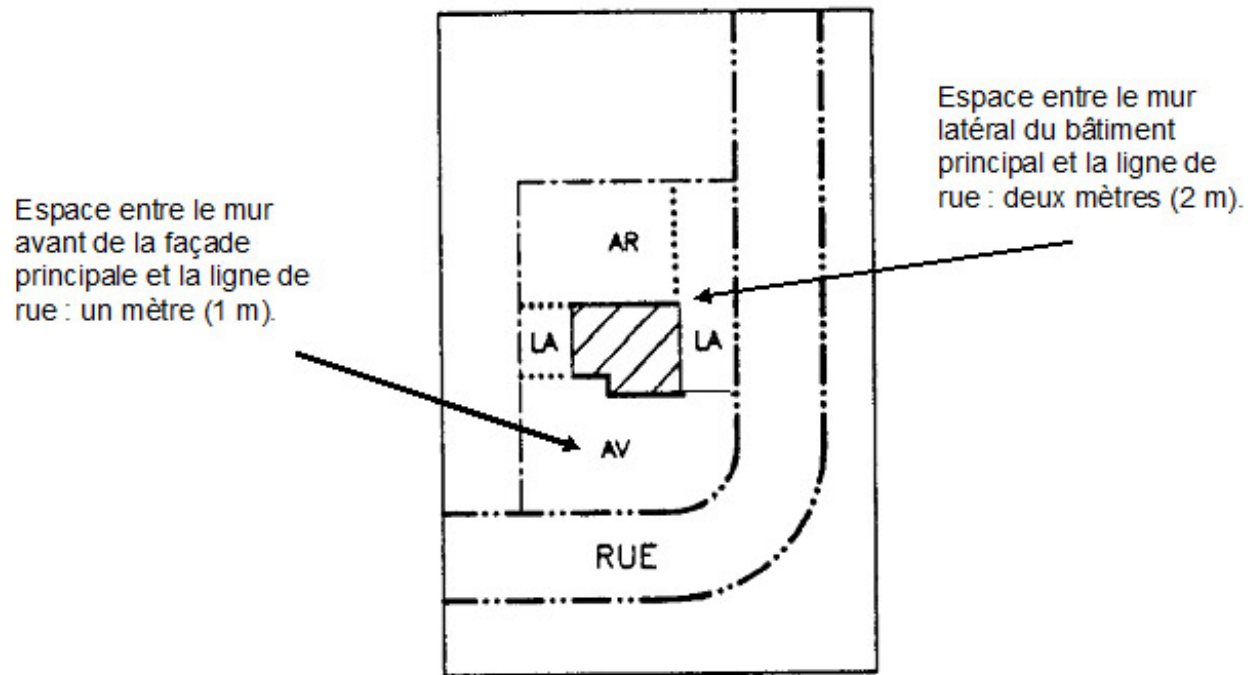 Espace entre le mur
latéral du bâtiment
principal et la ligne de
rue : deux mètres (2 m).
Espace entre le mur
avant de la façade
principale et la ligne de
rue : un mètre (1 m).
AR
LA
LA
AV
RUE